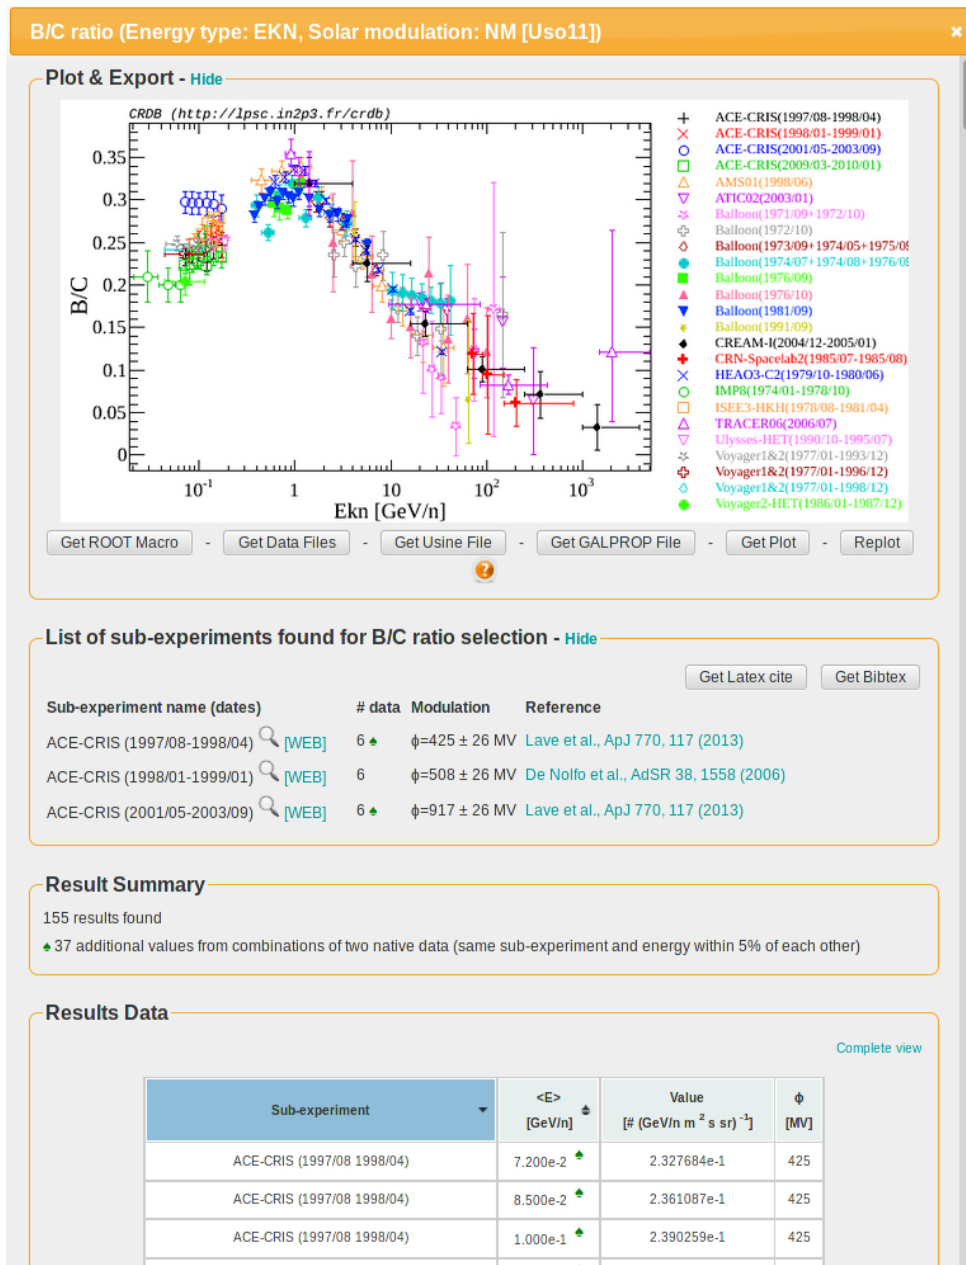 B/C ratio (Energy type: EKN, Solar modulation: NM [Uso11])
Plot & Export - Hide
CRDB (http://lpsc.in2p3.fr/crdb)
B/C
0.35
0.3
0.25
0.2
0.15
0.1
0.05
0
10-1 1 10 10² 10³
Ekn [GeV/n]
ACE-CRIS(1997/08-1998/04)
ACE-CRIS(1998/01-1999/01)
ACE-CRIS(2001/05-2003/09)
ACE-CRIS(2009/03-2010/01)
AMS01(1998/06)
ATIC02(2003/01)
Balloon(1971/09+1972/10)
Balloon(1972/10)
Balloon(1973/09+1974/05+1975/09
Balloon(1974/07+1974/08+1976/08
Balloon(1976/09)
Balloon(1976/10)
Balloon(1981/09)
Balloon(1991/09)
CREAM-I(2004/12-2005/01)
CRN-Spacelab2(1985/07-1985/08)
HEAO3-C2(1979/10-1980/06)
IMP8(1974/01-1978/10)
ISEE3-HKH(1978/08-1981/04)
TRACER06(2006/07)
Ulysses-HET(1990/10-1995/07)
Voyager1&2(1977/01-1993/12)
Voyager1&2(1977/01-1996/12)
Voyager1&2(1977/01-1998/12)
Voyager2-HET(1986/01-1987/12)
Get ROOT Macro - Get Data Files - Get Usine File - Get GALPROP File - Get Plot - Replot
?
List of sub-experiments found for B/C ratio selection - Hide
Get Latex cite Get Bibtex
Sub-experiment name (dates) # data Modulation Reference
ACE-CRIS (1997/08-1998/04) [WEB] 6 ♠ ϕ=425 ± 26 MV Lave et al., ApJ 770, 117 (2013)
ACE-CRIS (1998/01-1999/01) [WEB] 6 ϕ=508 ± 26 MV De Nolfo et al., AdSR 38, 1558 (2006)
ACE-CRIS (2001/05-2003/09) [WEB] 6 ♠ ϕ=917 ± 26 MV Lave et al., ApJ 770, 117 (2013)
Result Summary
155 results found
♠ 37 additional values from combinations of two native data (same sub-experiment and energy within 5% of each other)
Results Data
Complete view
Sub-experiment <E> [GeV/n] Value [# (GeV/n m 2 s sr) -1] ϕ [MV]
ACE-CRIS (1997/08 1998/04) 7.200e-2 ♠ 2.327684e-1 425
ACE-CRIS (1997/08 1998/04) 8.500e-2 ♠ 2.361087e-1 425
ACE-CRIS (1997/08 1998/04) 1.000e-1 ♠ 2.390259e-1 425